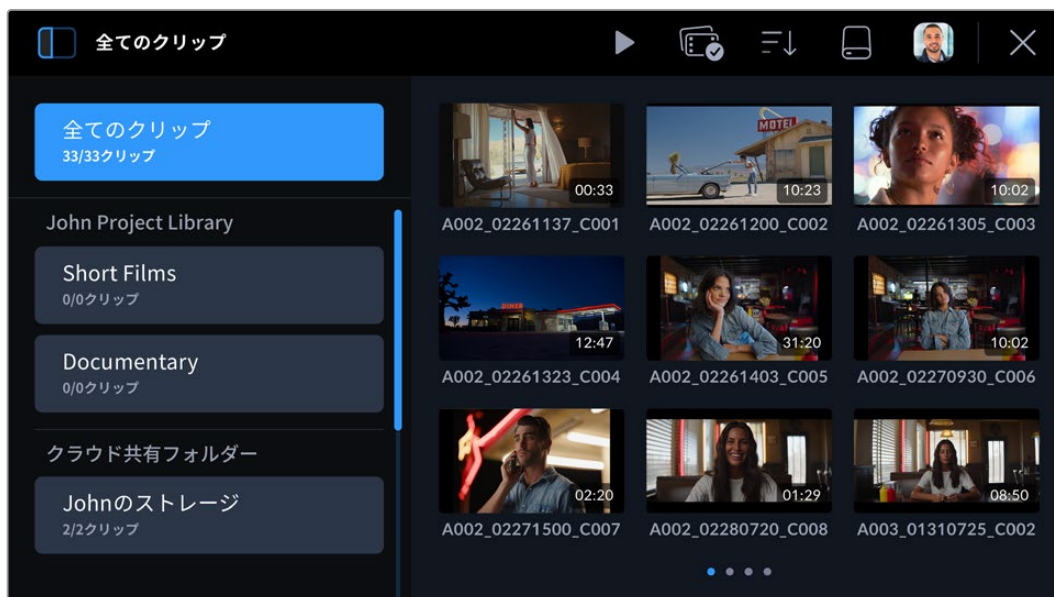 全てのクリップ
全てのクリップ
33/33クリップ
John Project Library
Short Films
0/0クリップ
Documentary
0/0クリップ
クラウド共有フォルダー
Johnのストレージ
2/2クリップ
00:33
A002_02261137_C001
MOTEL
10:23
A002_02261200_C002
10:02
A002_02261305_C003
DINER
12:47
A002_02261323_C004
31:20
A002_02261403_C005
10:02
A002_02270930_C006
02:20
A002_02271500_C007
01:29
A002_02280720_C008
08:50
A003_01310725_C002